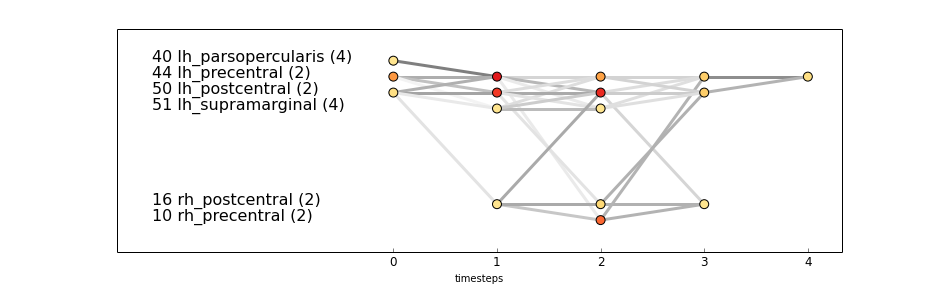 40 lh_parsopercularis (4)
44 lh_precentral (2)
50 lh_postcentral (2)
51 lh_supramarginal (4)
16 rh_postcentral (2)
10 rh_precentral (2)
0 1 2 3 4
timesteps